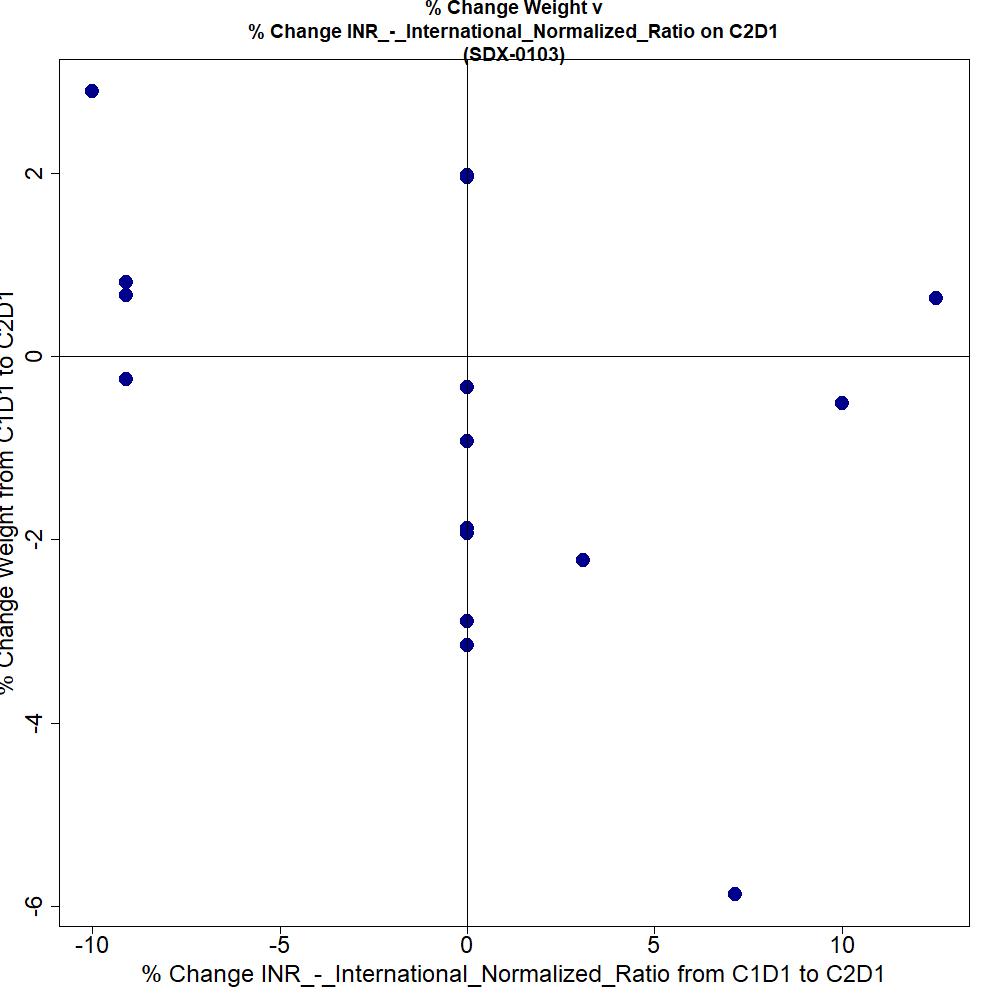 % Change Weight v
% Change INR_-_International_Normalized_Ratio on C2D1
(SDX-0103)
% Change Weight from C1D1 to C2D1
2
0
-2
-4
-6
-10
-5
0
5
10
% Change INR_-_International_Normalized_Ratio from C1D1 to C2D1